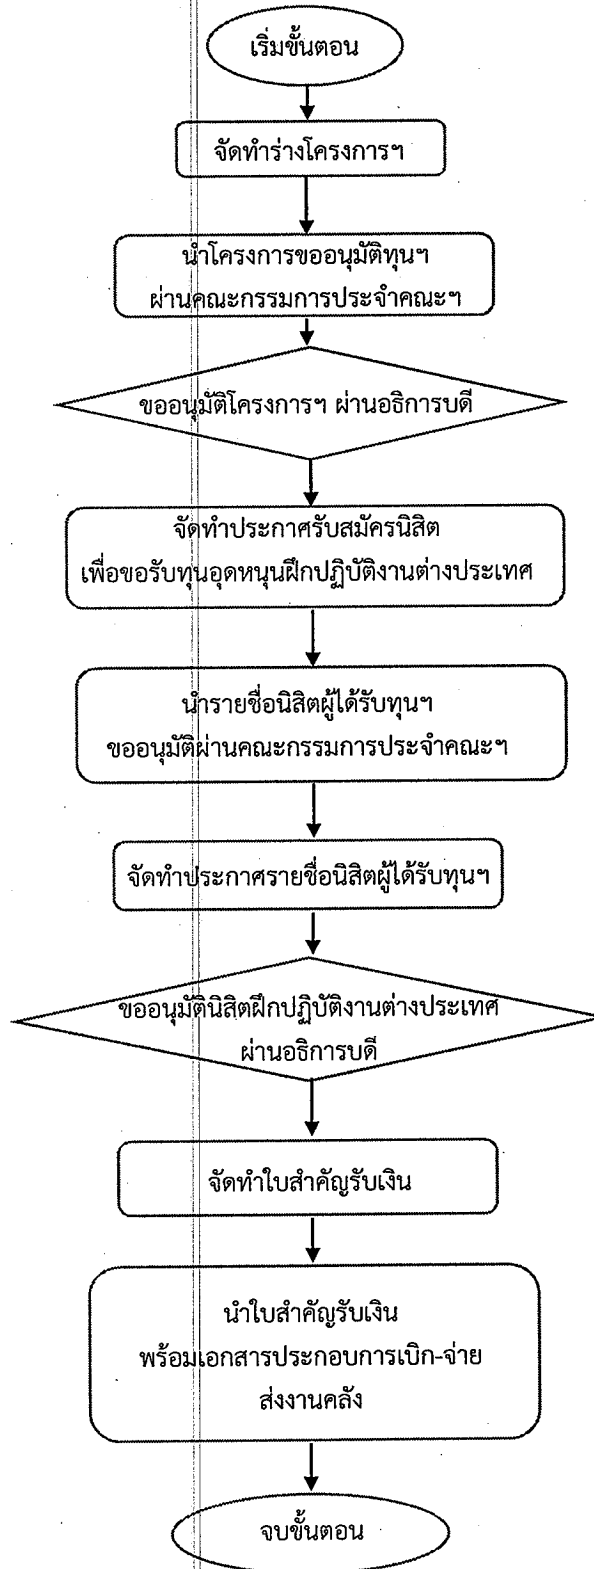 เริ่มขั้นตอน
จัดทำร่างโครงการฯ
นำโครงการขออนุมัติทุนฯ
ผ่านคณะกรรมการประจำคณะฯ
ขออนุมัติโครงการฯ ผ่านอธิการบดี
จัดทำประกาศรับสมัครนิสิต
เพื่อขอรับทุนอุดหนุนฝึกปฏิบัติงานต่างประเทศ
นำรายชื่อนิสิตผู้ได้รับทุนฯ
ขออนุมัติผ่านคณะกรรมการประจำคณะฯ
จัดทำประกาศรายชื่อนิสิตผู้ได้รับทุนฯ
ขออนุมัตินิสิตฝึกปฏิบัติงานต่างประเทศ
ผ่านอธิการบดี
จัดทำใบสำคัญรับเงิน
นำใบสำคัญรับเงิน
พร้อมเอกสารประกอบการเบิก-จ่าย
ส่งงานคลัง
จบขั้นตอน